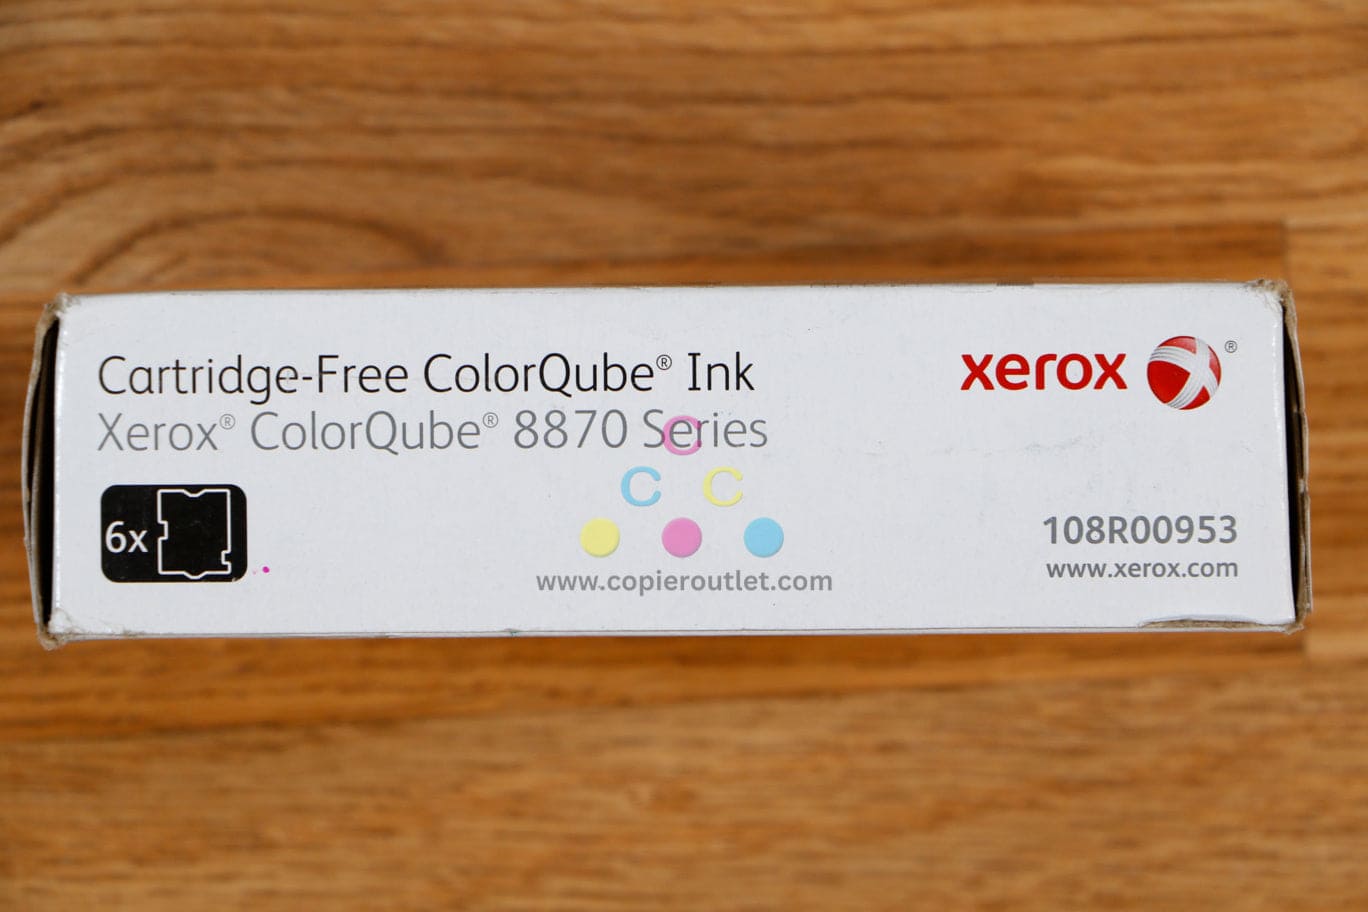 Cartridge-Free ColorQube® Ink
Xerox® ColorQube® 8870 Series
xerox ®
6x
C
C C
www.copieroutlet.com
108R00953
www.xerox.com